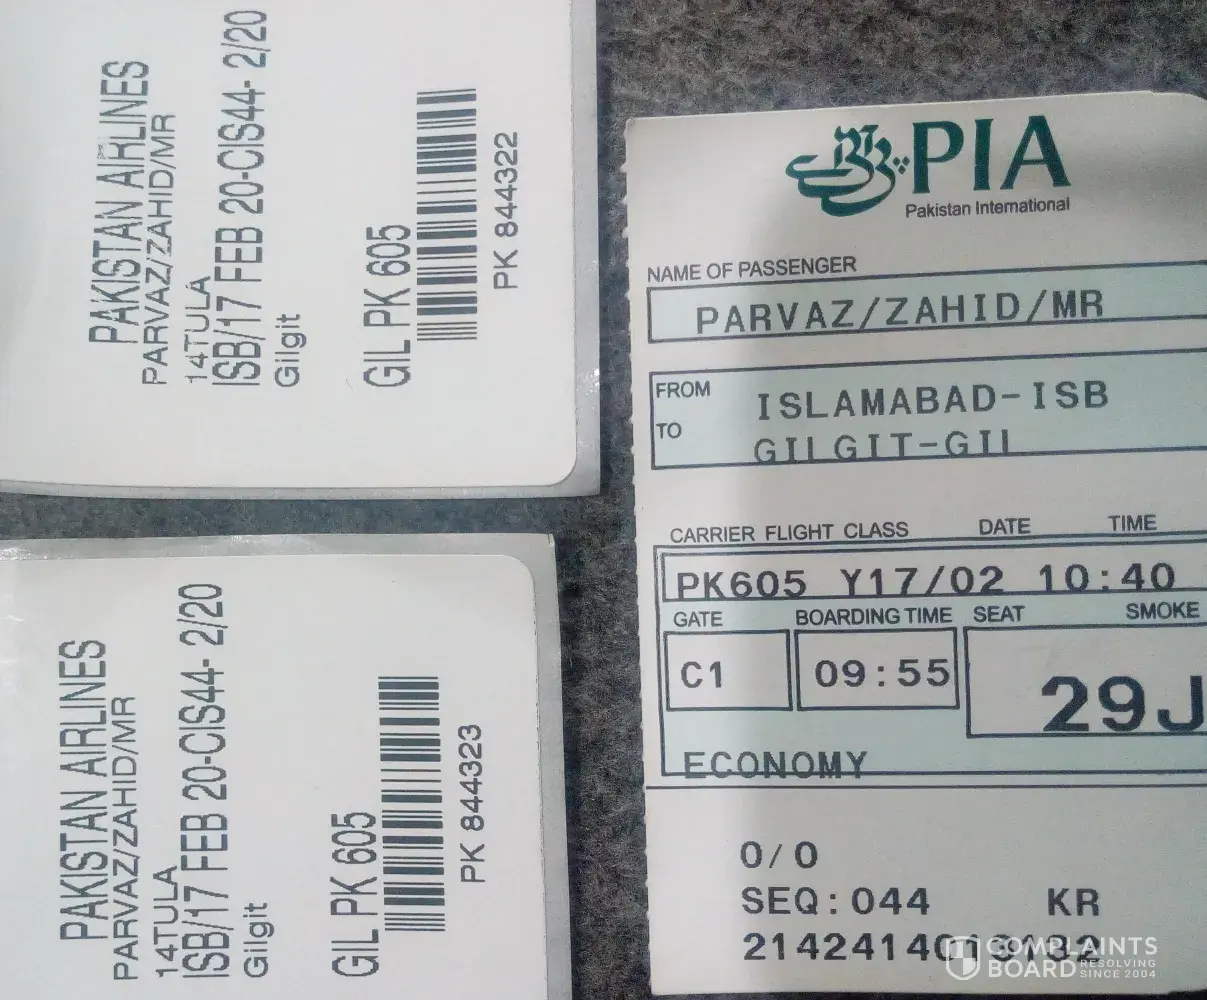 PAKISTAN AIRLINES
PARVAZ/ZAHID/MR
14TULA
ISB/17 FEB 20-CIS44- 2/20
Gilgit
GIL PK 605
PK 844322
PAKISTAN AIRLINES
PARVAZ/ZAHID/MR
14TULA
ISB/17 FEB 20-CIS44- 2/20
Gilgit
GIL PK 605
PK 844323
PIA
Pakistan International
NAME OF PASSENGER
PARVAZ/ZAHID/MR
FROM ISLAMABAD-ISB
TO GILGIT-GIL
CARRIER FLIGHT CLASS DATE TIME
PK605 Y17/02 10:40
GATE BOARDING TIME SEAT SMOKE
C1 09:55 29J
ECONOMY
0/0
SEQ:044 KR
COMPLAINTS
BOARD RESOLVING
SINCE 2004